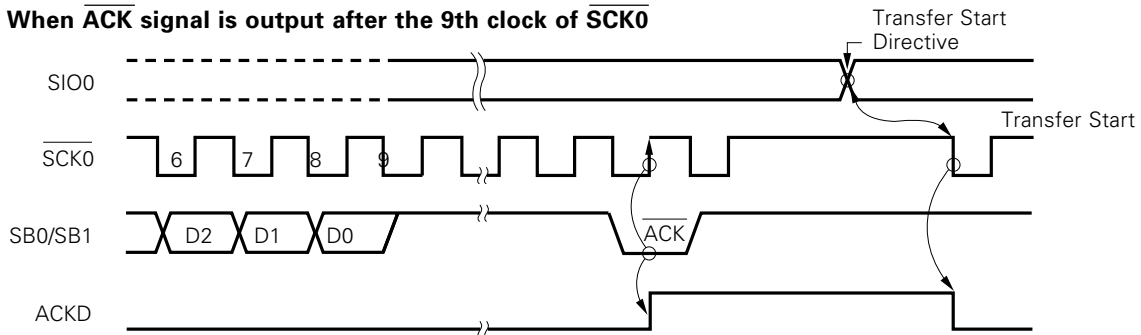 When ACK signal is output after the 9th clock of SCK0
Transfer Start
Directive
SIO0
Transfer Start
SCK0
6 7 8 9
SB0/SB1
D2 D1 D0 ACK
ACKD